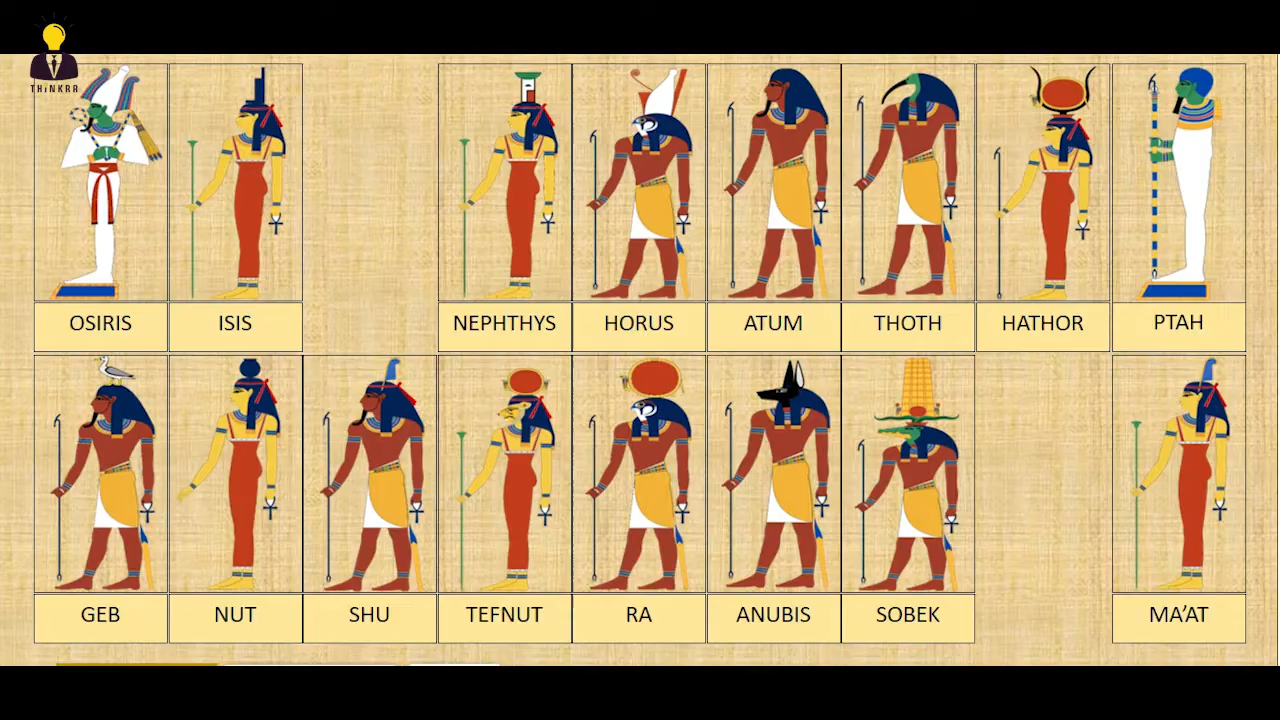 THiNKRA
OSIRIS
ISIS
NEPHTHYS
HORUS
ATUM
THOTH
HATHOR
PTAH
GEB
NUT
SHU
TEFNUT
RA
ANUBIS
SOBEK
MA’AT